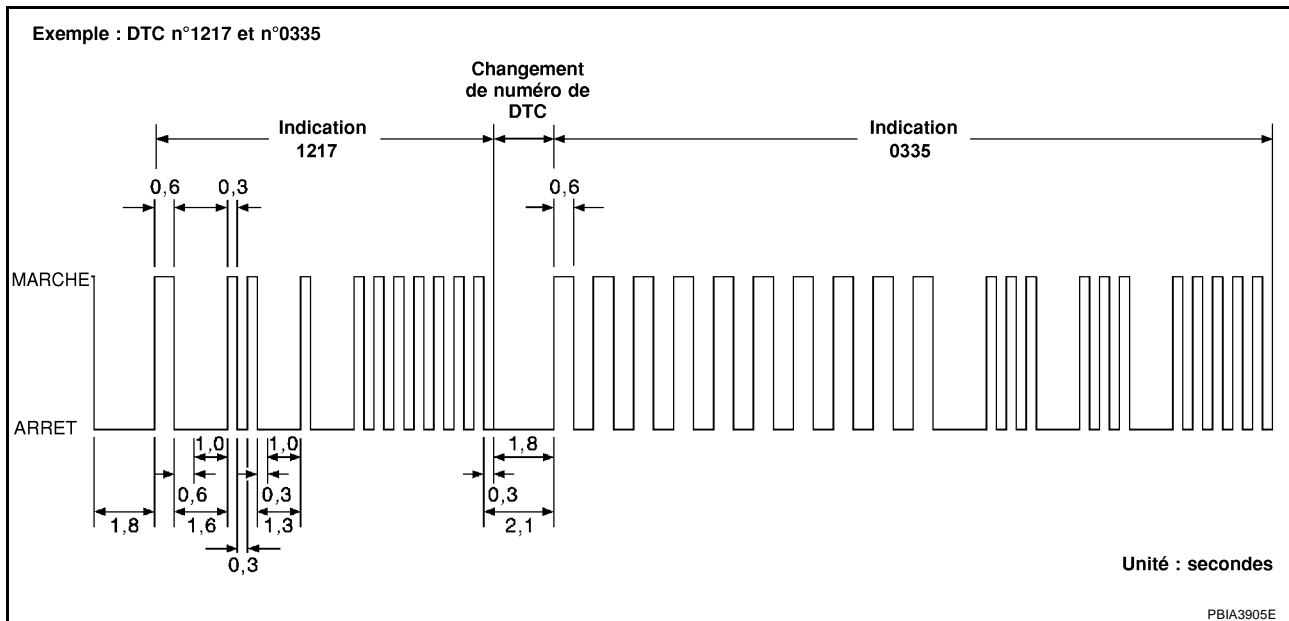 Exemple : DTC n°1217 et n°0335
Changement
de numéro de
DTC
Indication
1217
Indication
0335
0,6
0,3
0,6
MARCHE
ARRET
1,0
1,0
1,8
0,6
0,3
0,3
1,8
1,6
1,3
2,1
0,3
Unité : secondes
PBIA3905E